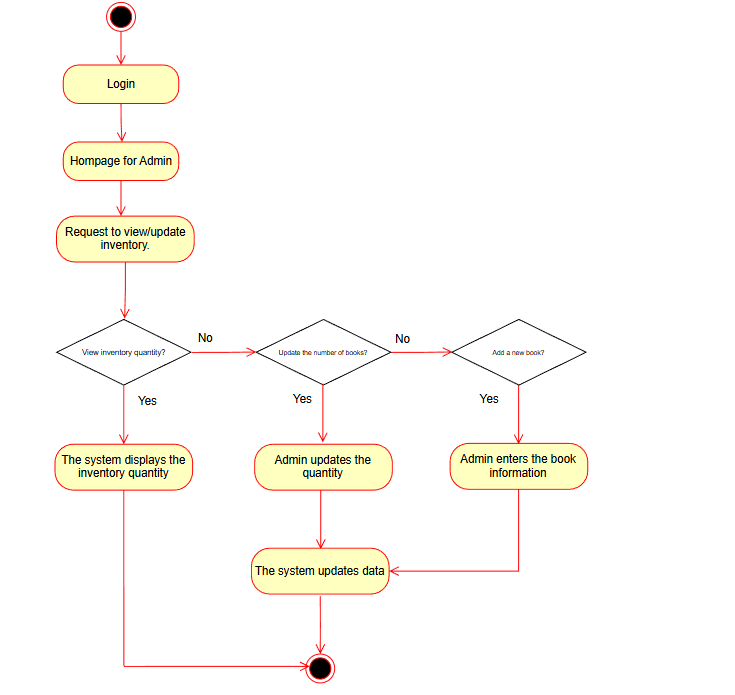 Login
Hompage for Admin
Request to view/update
inventory.
View inventory quantity?
No
Update the number of books?
No
Add a new book?
Yes
Yes
Yes
The system displays the
inventory quantity
Admin updates the
quantity
Admin enters the book
information
The system updates data